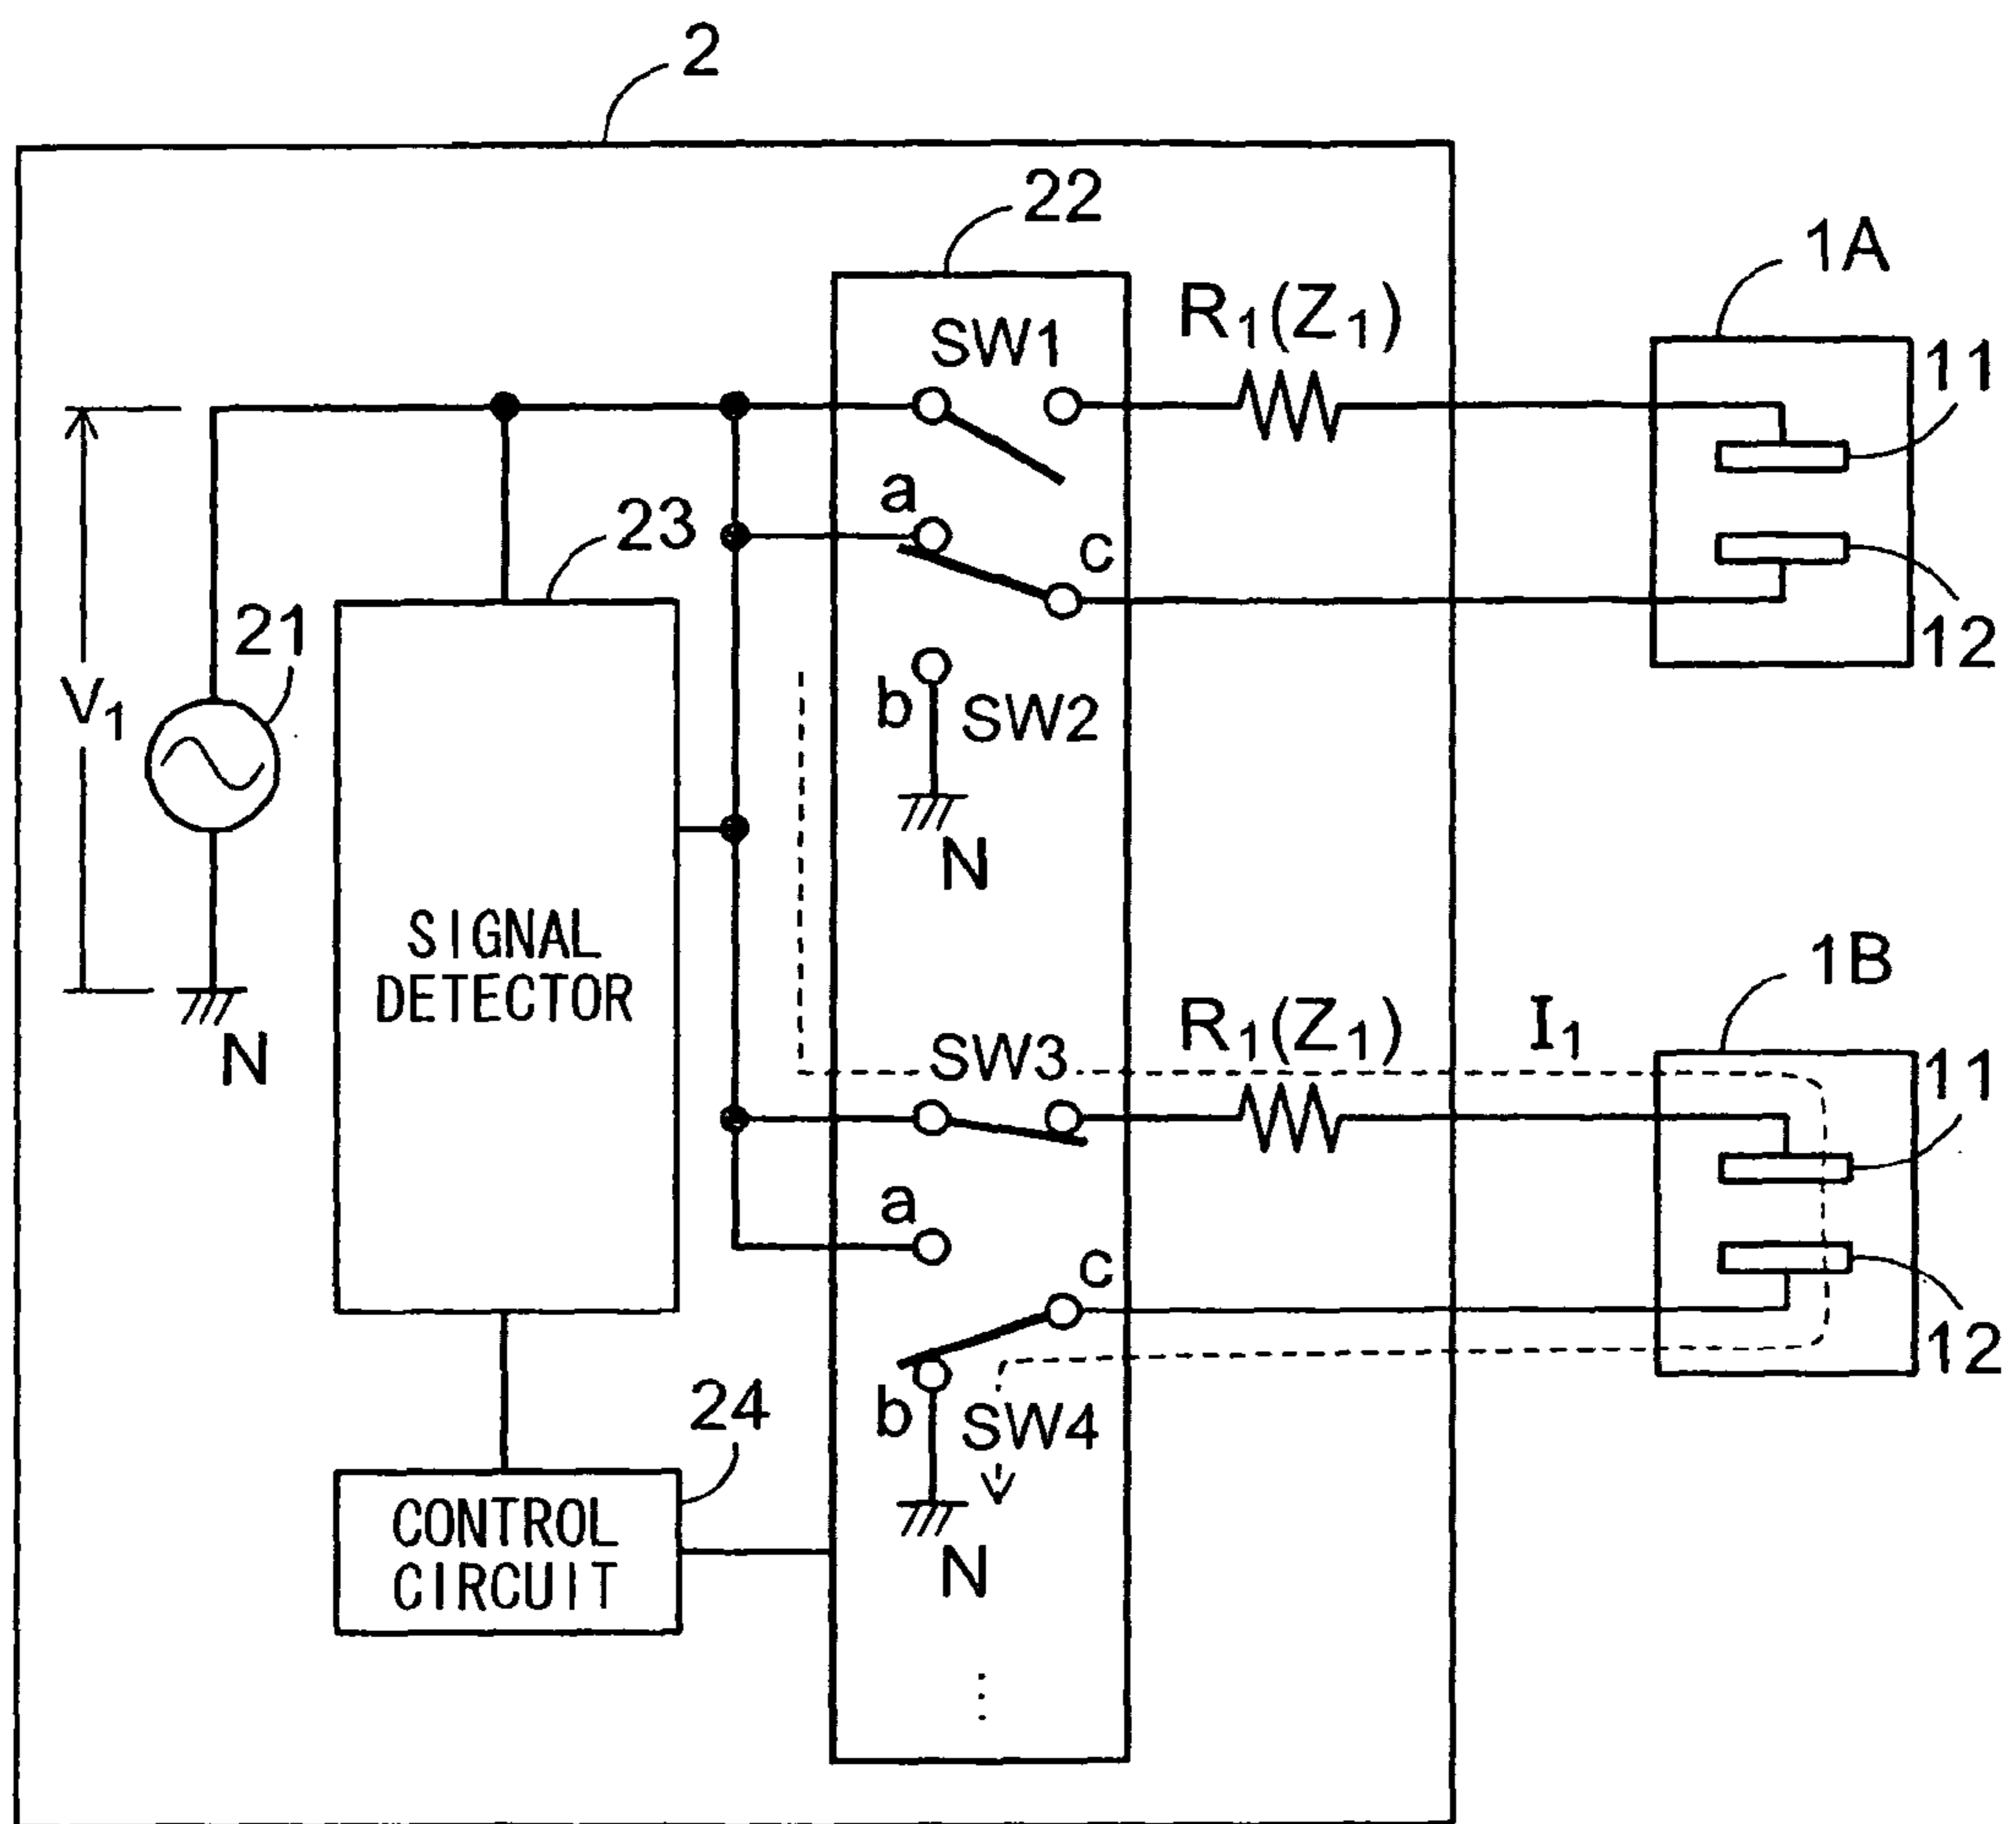 2
22
1A
SW1
R1(Z1)
11
a
23
c
21
12
V1
b
SW2
N
SIGNAL
DETECTOR
1B
N
SW3
R1(Z1)
I1
11
a
c
12
24
b
SW4
CONTROL
CIRCUIT
N
⋮